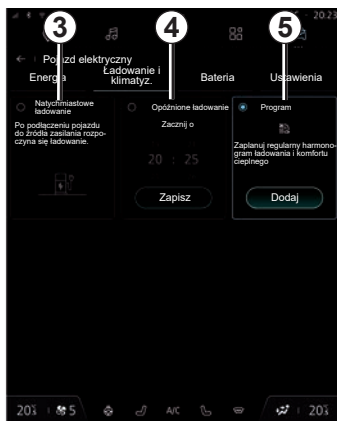 3
4
5
20:23
Pojazd elektryczny
Energia
Ładowanie i
klimatyz.
Bateria
Ustawienia
Natychmiastowe
ładowanie
Po podłączeniu pojazdu
do źródła zasilania rozpo-
czyna się ładowanie.
Opóźnione ładowanie
Zacznij o
20 : 25
Zapisz
Program
Zaplanuj regularny harmono-
gram ładowania i komfortu
cieplnego
Dodaj
20⁵
5
A/C
20⁵